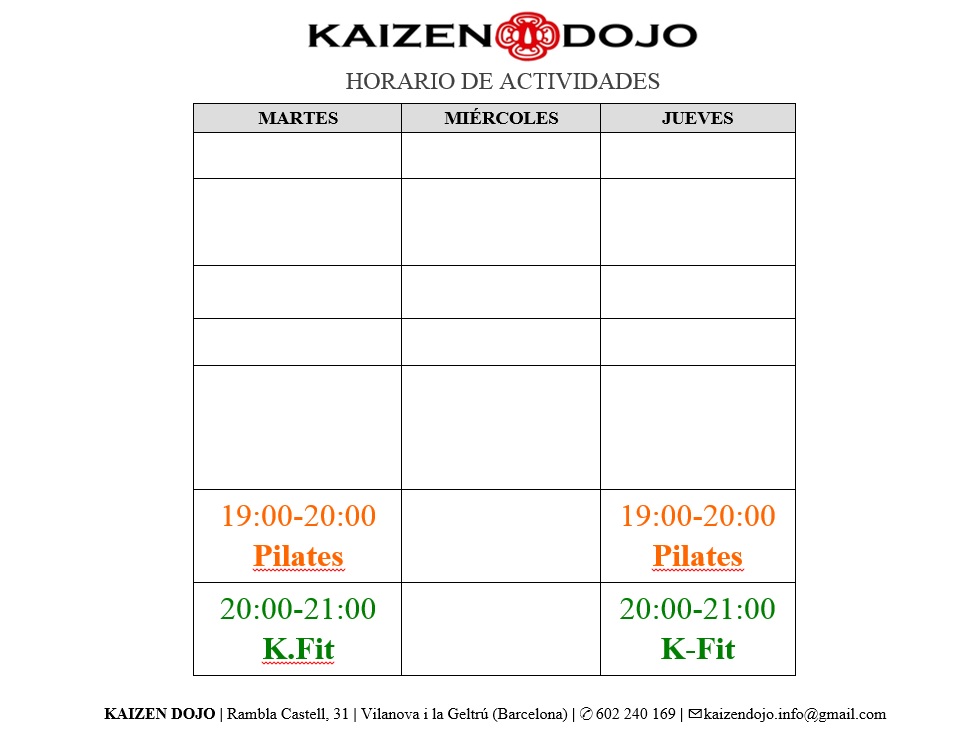 KAIZEN DOJO
HORARIO DE ACTIVIDADES
MARTES MIÉRCOLES JUEVES
19:00-20:00 19:00-20:00
Pilates Pilates
20:00-21:00 20:00-21:00
K.Fit K-Fit
KAIZEN DOJO | Rambla Castell, 31 | Vilanova i la Geltrú (Barcelona) | ✆ 602 240 169 | ✉kaizendojo.info@gmail.com